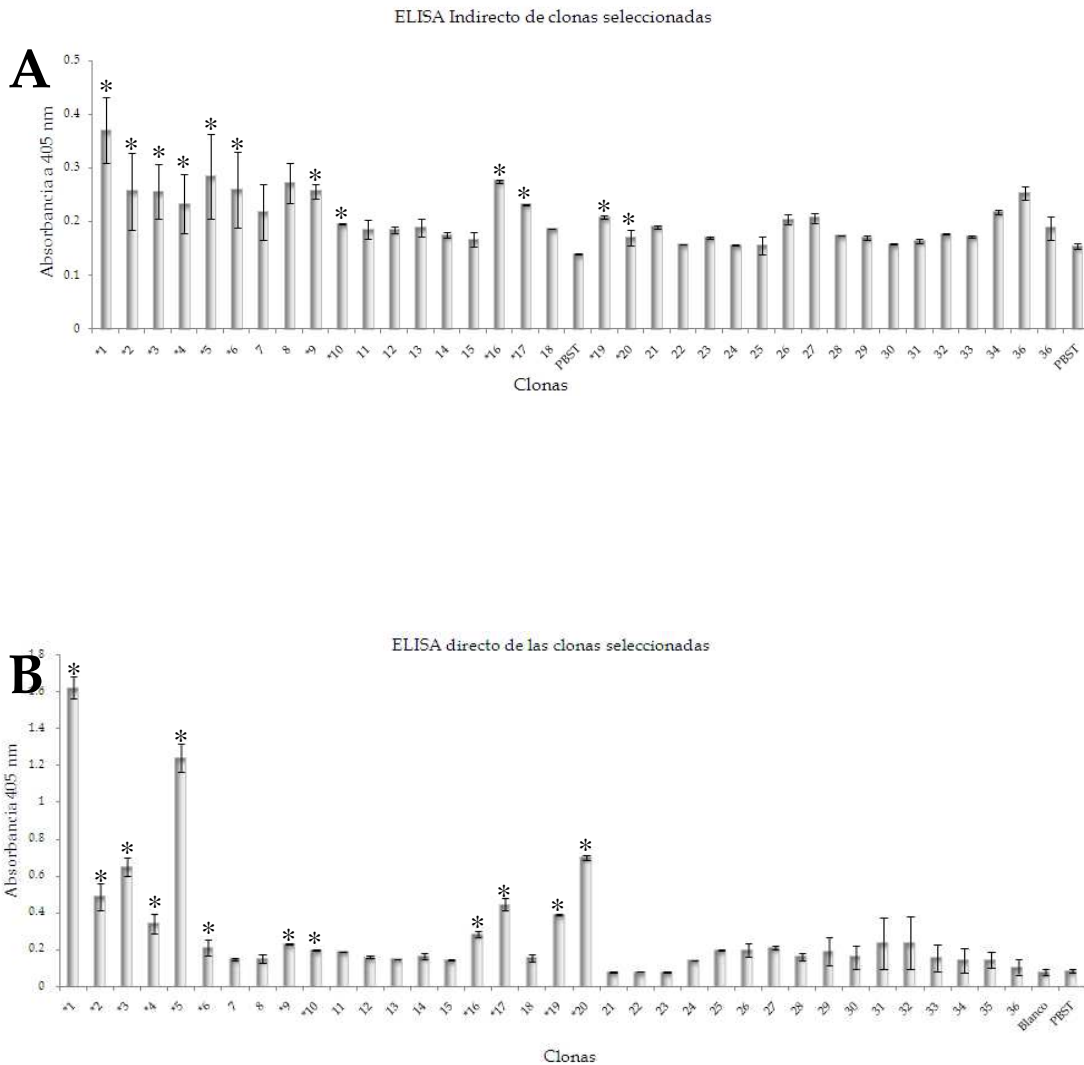 ELISA Indirecto de clonas seleccionadas
A
Absorbancia a 405 nm
0.5
0.4
0.3
0.2
0.1
0
* * * * * * * * * * * *
*1 *2 *3 *4 *5 *6 7 8 *9 *10 11 12 13 14 15 *16 *17 18 PBST *19 *20 21 22 23 24 25 26 27 28 29 30 31 32 33 34 36 36 PBST
Clonas
ELISA directo de las clonas seleccionadas
B
Absorbancia 405 nm
1.8
1.6
1.4
1.2
1
0.8
0.6
0.4
0.2
0
* * * * * * * * * * * *
*1 *2 *3 *4 *5 *6 7 8 *9 *10 11 12 13 14 15 *16 *17 18 *19 *20 21 22 23 24 25 26 27 28 29 30 31 32 33 34 35 36 Blanco PBST
Clonas